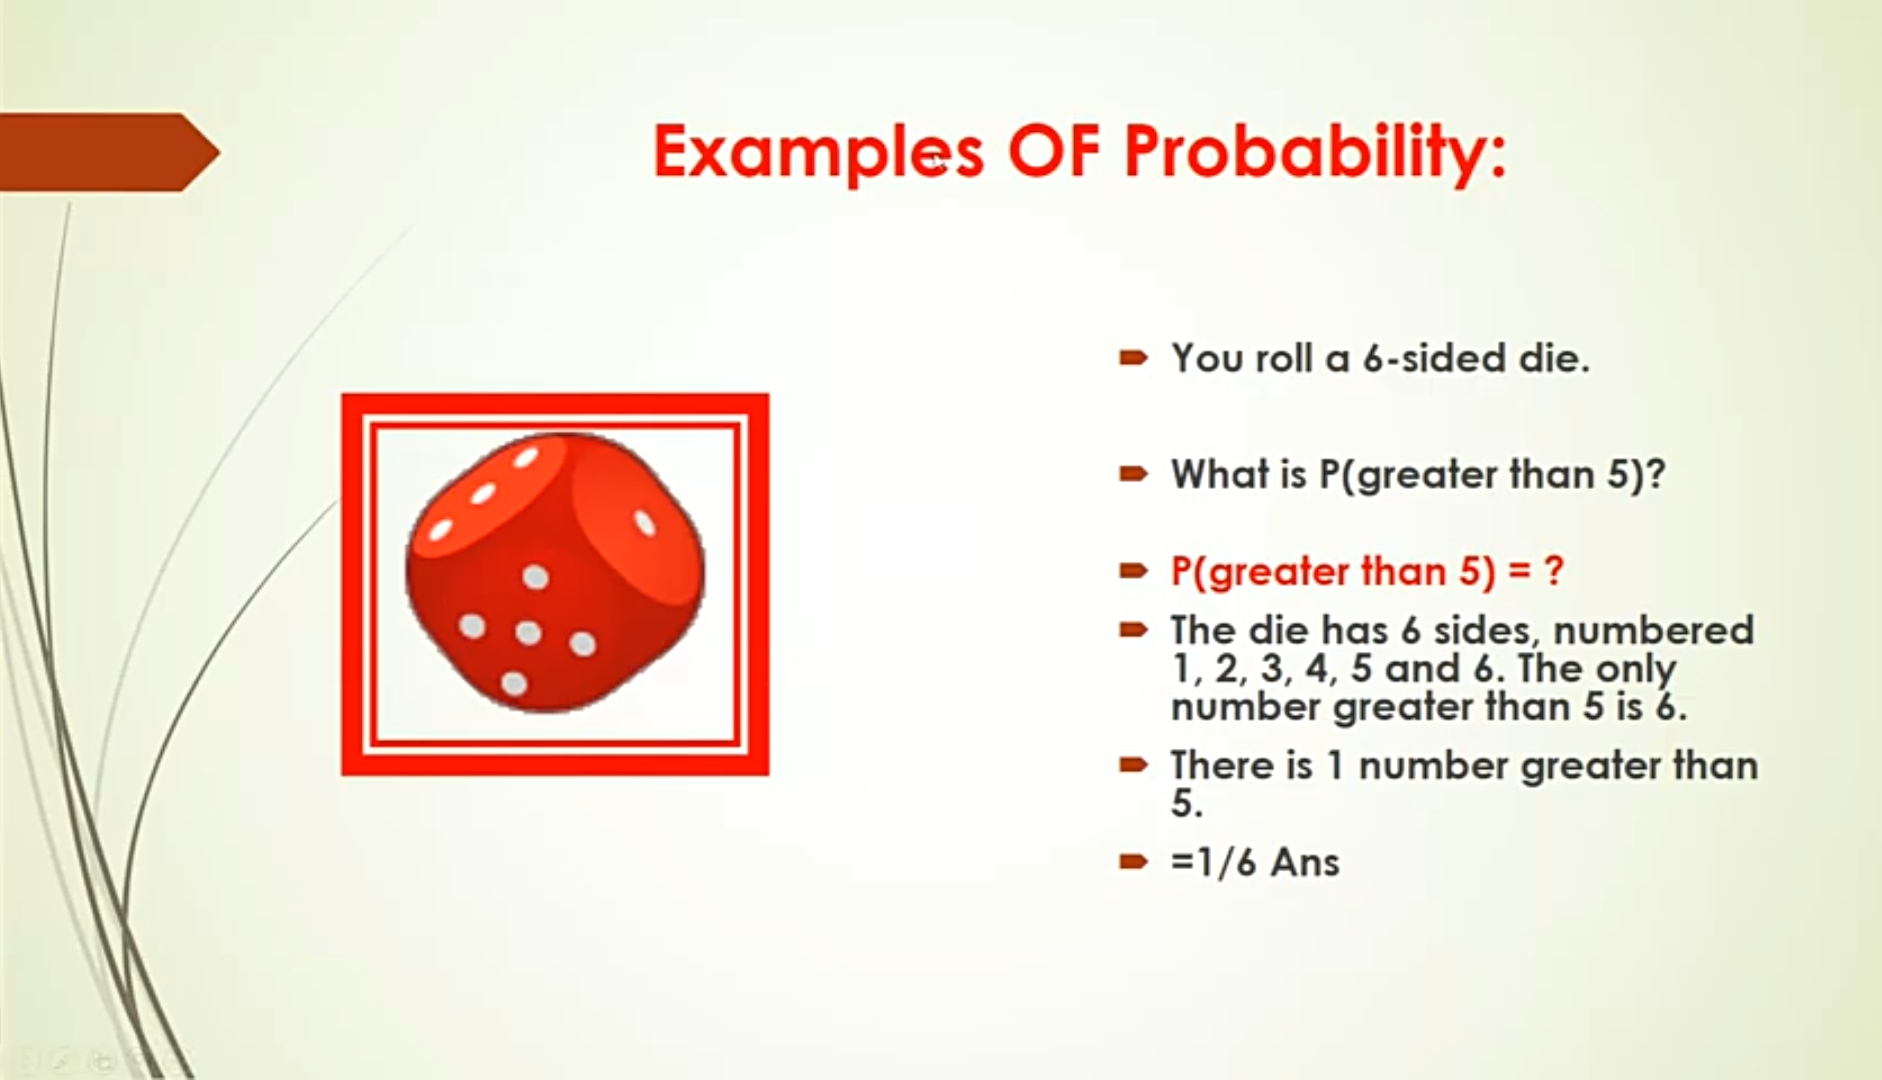 Examples OF Probability:
You roll a 6-sided die.
What is P(greater than 5)?
P(greater than 5) = ?
The die has 6 sides, numbered
1, 2, 3, 4, 5 and 6. The only
number greater than 5 is 6.
There is 1 number greater than
5.
=1/6 Ans